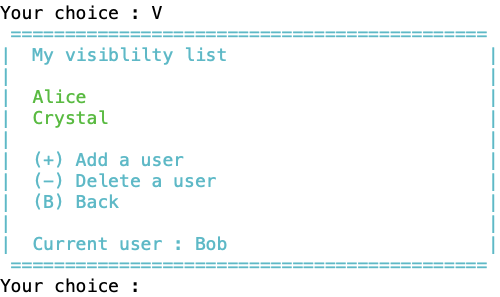 Your choice : V
============================================
| My visiblilty list |
| |
| Alice |
| Crystal |
| |
| (+) Add a user |
| (-) Delete a user |
| (B) Back |
| |
| Current user : Bob |
============================================
Your choice :